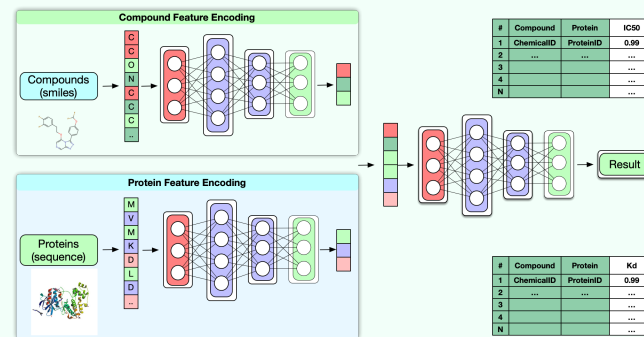 Compound Feature Encoding
Compounds
(smiles)
C
C
O
N
C
C
C
..
Protein Feature Encoding
Proteins
(sequence)
M
V
M
K
D
L
D
..
# Compound Protein IC50
1 ChemicalID ProteinID 0.99
2 ... ... ...
3 ...
4 ...
N ...
Result
# Compound Protein Kd
1 ChemicalID ProteinID 0.99
2 ... ... ...
3 ...
4 ...
N ...